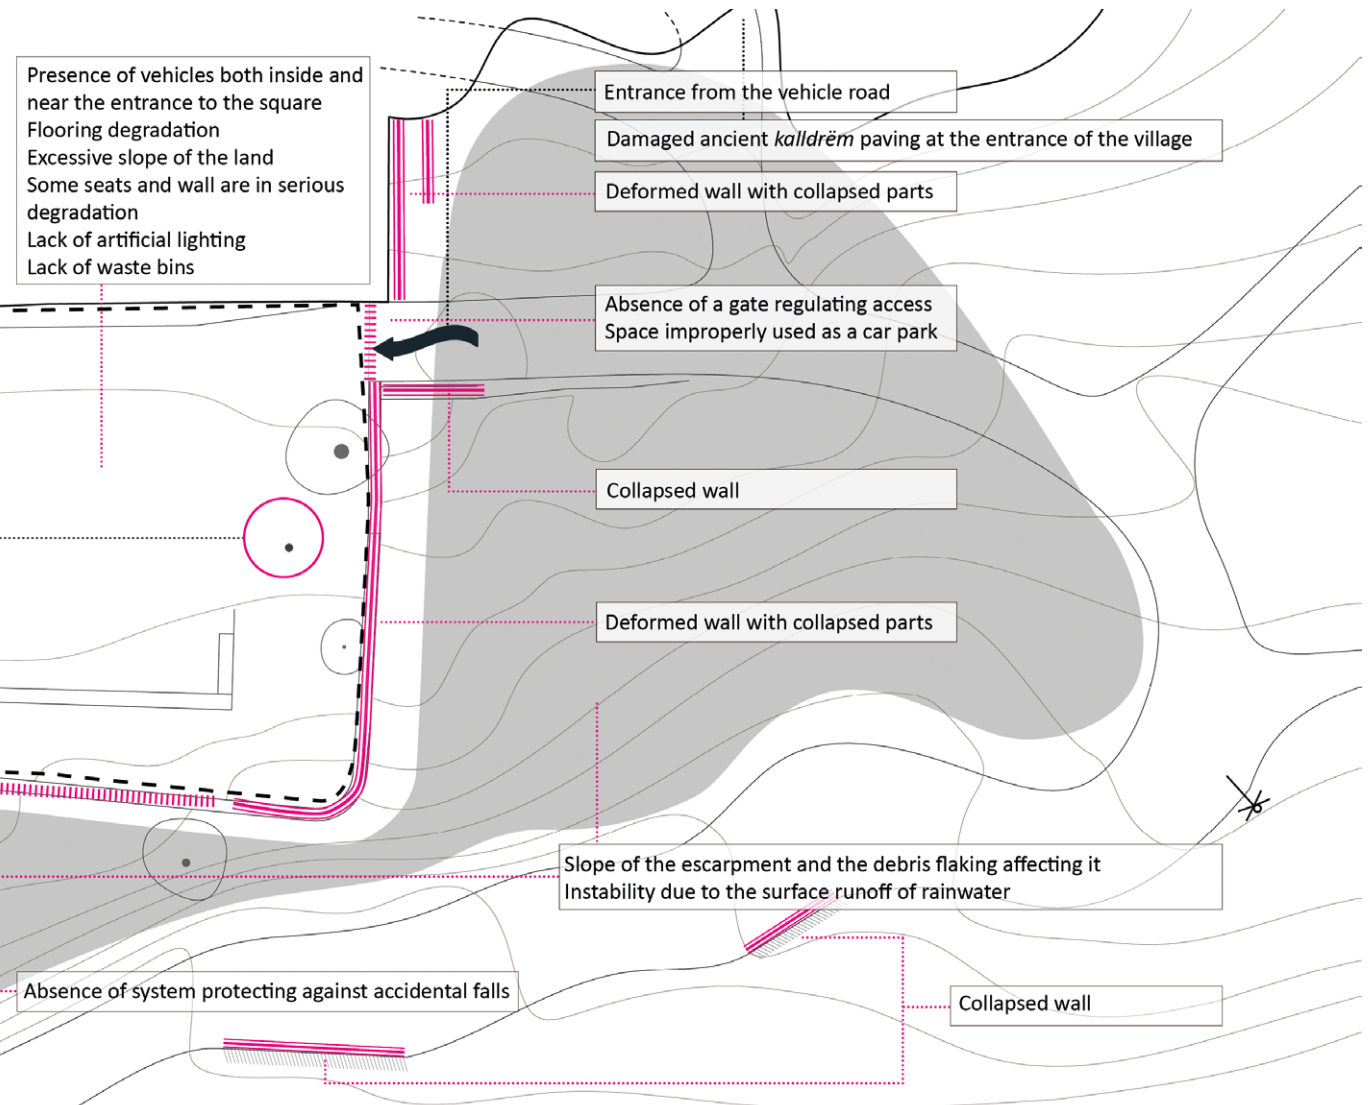 Presence of vehicles both inside and
near the entrance to the square
Flooring degradation
Excessive slope of the land
Some seats and wall are in serious
degradation
Lack of artificial lighting
Lack of waste bins
Entrance from the vehicle road
Damaged ancient kalldrëm paving at the entrance of the village
Deformed wall with collapsed parts
Absence of a gate regulating access
Space improperly used as a car park
Collapsed wall
Deformed wall with collapsed parts
Slope of the escarpment and the debris flaking affecting it
Instability due to the surface runoff of rainwater
Absence of system protecting against accidental falls
Collapsed wall